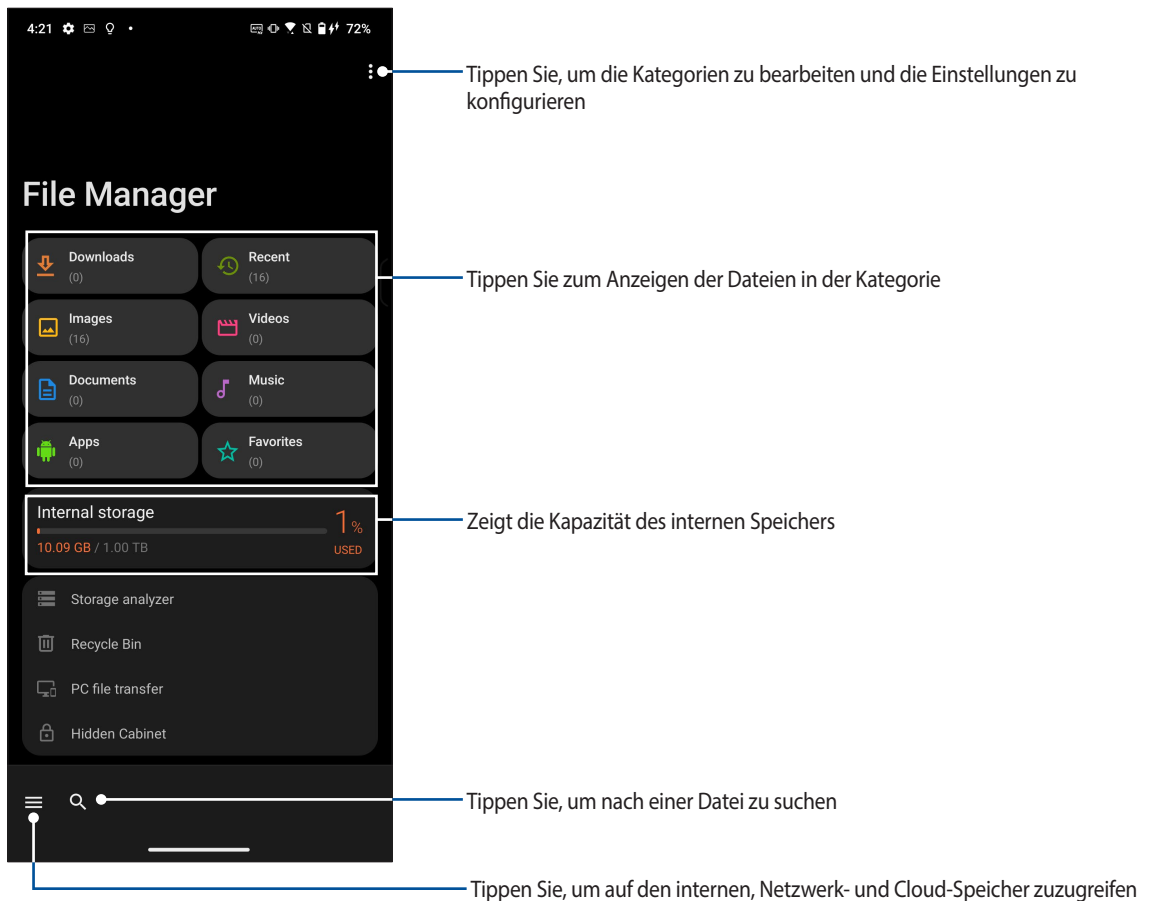 4:21 72%
Tippen Sie, um die Kategorien zu bearbeiten und die Einstellungen zu
konfigurieren
File Manager
Downloads
(0)
Recent
(16)
Tippen Sie zum Anzeigen der Dateien in der Kategorie
Images
(16)
Videos
(0)
Documents
(0)
Music
(0)
Apps
(0)
Favorites
(0)
Internal storage
1%
10.09 GB / 1.00 TB
USED
Zeigt die Kapazität des internen Speichers
Storage analyzer
Recycle Bin
PC file transfer
Hidden Cabinet
Tippen Sie, um nach einer Datei zu suchen
Tippen Sie, um auf den internen, Netzwerk- und Cloud-Speicher zuzugreifen